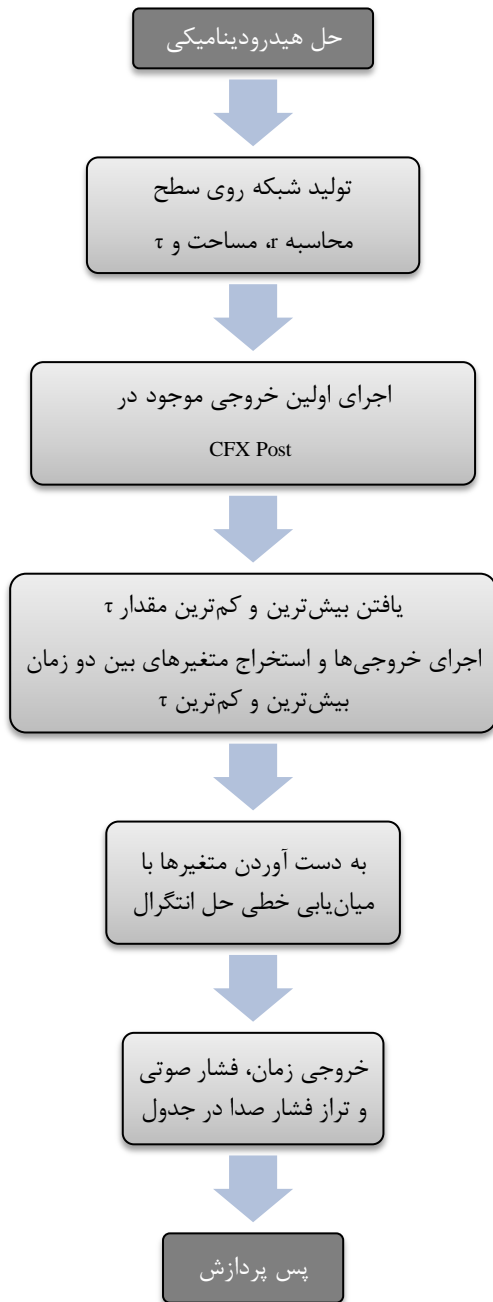 حل هیدرودینامیکی
تولید شبکه روی سطح
محاسبه r، مساحت و τ
اجرای اولین خروجی موجود در
CFX Post
یافتن بیش‌ترین و کم‌ترین مقدار τ
اجرای خروجی‌ها و استخراج متغیرهای بین دو زمان
بیش‌ترین و کم‌ترین τ
به دست آوردن متغیرها با
میان‌یابی خطی حل انتگرال
خروجی زمان، فشار صوتی
و تراز فشار صدا در جدول
پس پردازش